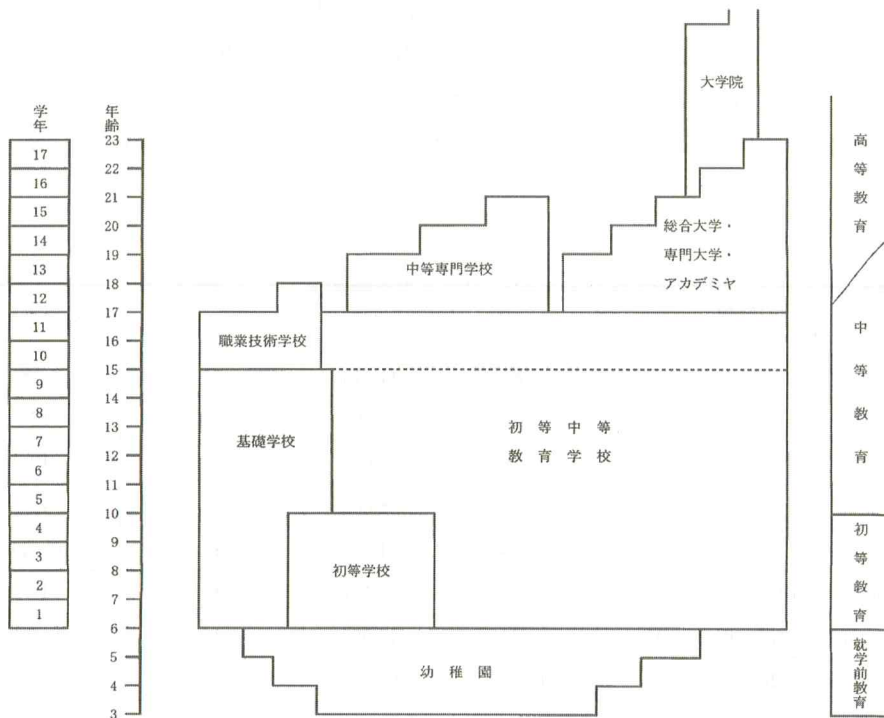 大学院
学年
年齢
23
17
22
16
21
15
20
14
19
13
18
12
17
11
16
10
15
9
14
8
13
7
12
6
11
5
10
4
9
3
8
2
7
1
6
5
4
3
総合大学・
専門大学・
アカデミヤ
中等専門学校
職業技術学校
基礎学校
初等中等
教育学校
初等学校
幼稚園
高等教育
中等教育
初等教育
就学前教育